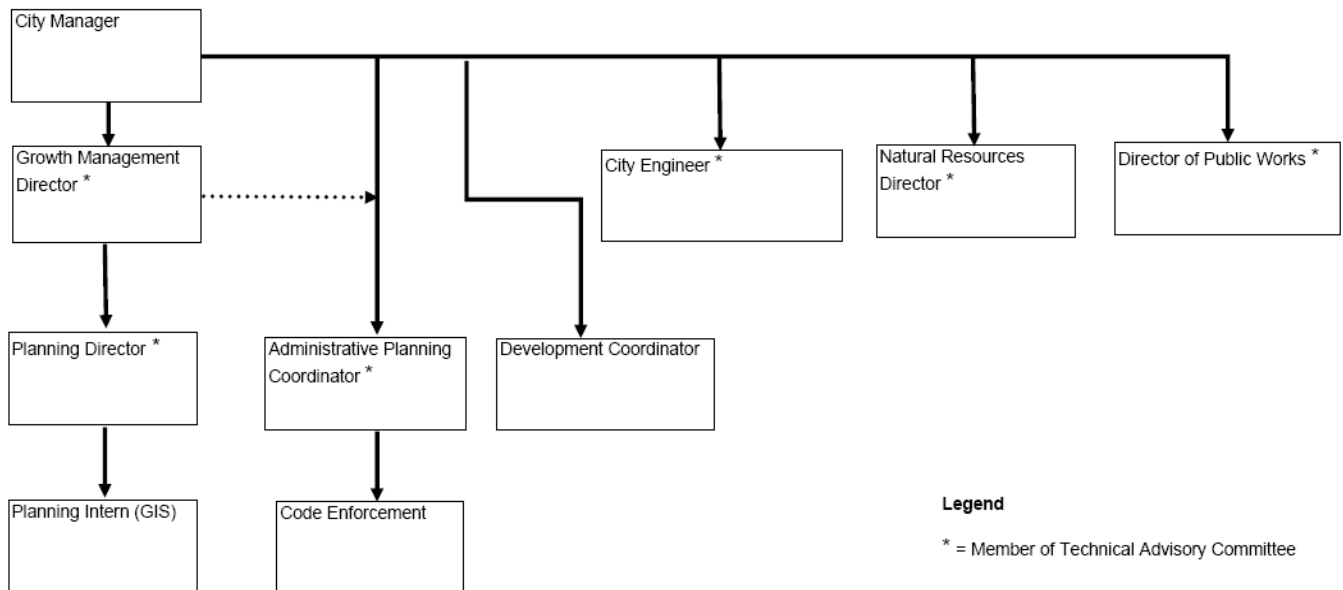 City Manager
Growth Management
Director *
City Engineer *
Natural Resources
Director *
Director of Public Works *
Planning Director *
Administrative Planning
Coordinator *
Development Coordinator
Planning Intern (GIS)
Code Enforcement
Legend
* = Member of Technical Advisory Committee